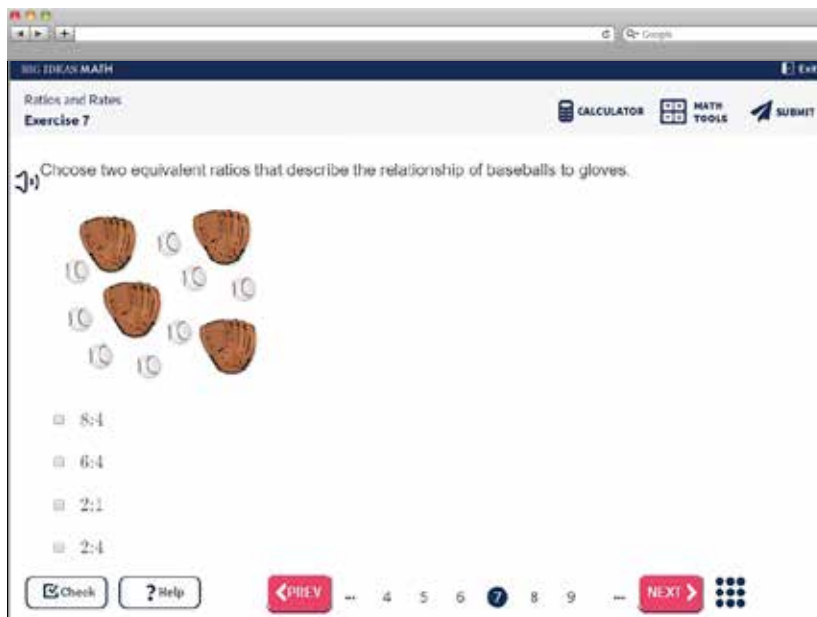 Google
BIG IDEAS MATH
Exit
Ratios and Rates
Exercise 7
CALCULATOR
MATH
TOOLS
SUBMIT
Choose two equivalent ratios that describe the relationship of baseballs to gloves.
8:4
6:4
2:1
2:4
Check
? Help
PREV ... 4 5 6 7 8 9 ... NEXT